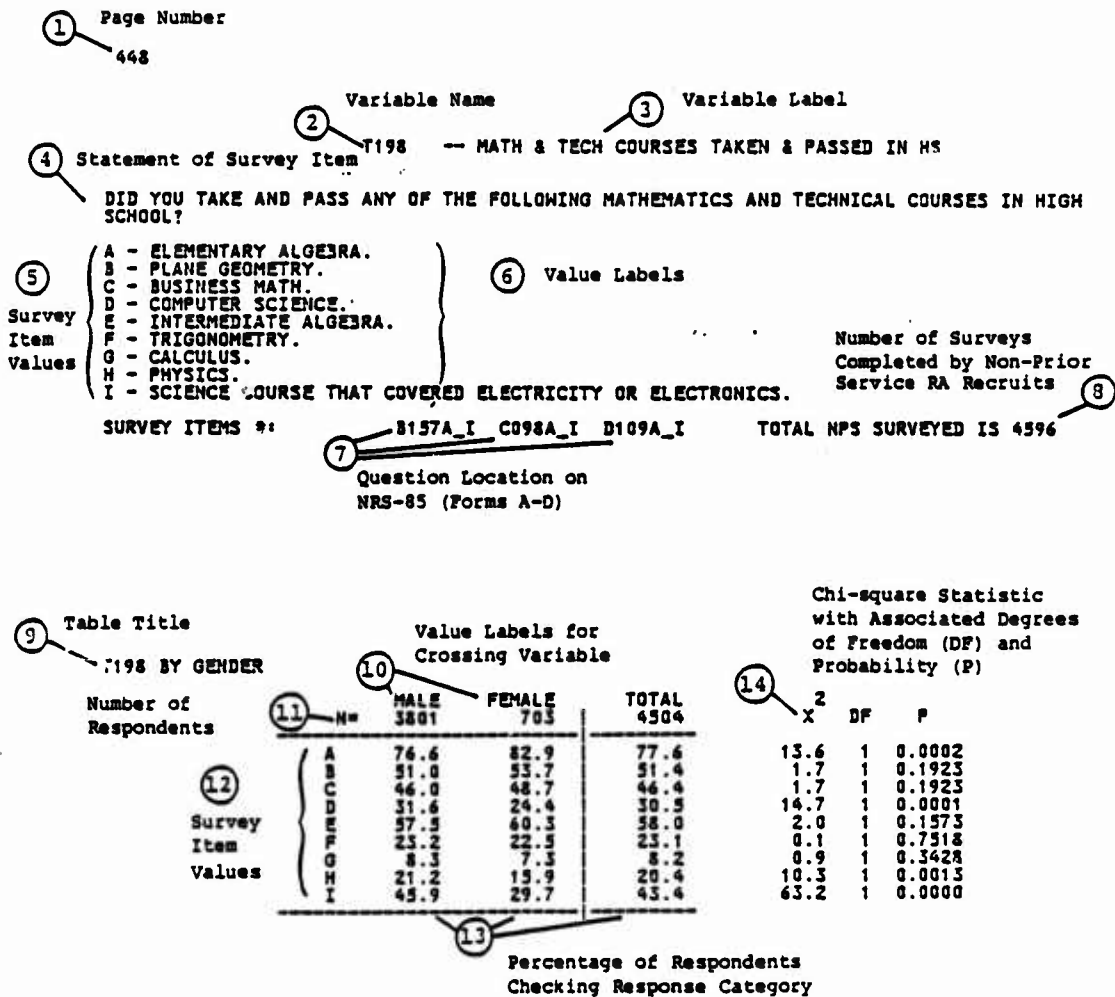 1 Page Number
448
Variable Name
3 Variable Label
2 T198 -- MATH & TECH COURSES TAKEN & PASSED IN HS
4 Statement of Survey Item
DID YOU TAKE AND PASS ANY OF THE FOLLOWING MATHEMATICS AND TECHNICAL COURSES IN HIGH
SCHOOL?
A - ELEMENTARY ALGEBRA.
B - PLANE GEOMETRY.
C - BUSINESS MATH.
D - COMPUTER SCIENCE.
E - INTERMEDIATE ALGEBRA.
F - TRIGONOMETRY.
G - CALCULUS.
H - PHYSICS.
I - SCIENCE COURSE THAT COVERED ELECTRICITY OR ELECTRONICS.
5
Survey
Item
Values
6 Value Labels
Number of Surveys
Completed by Non-Prior
Service RA Recruits
8
SURVEY ITEMS #: B157A_I C098A_I D109A_I TOTAL NPS SURVEYED IS 4596
7
Question Location on
NRS-85 (Forms A-D)
9 Table Title
T198 BY GENDER
Number of
Respondents
Value Labels for
Crossing Variable
10
Chi-square Statistic
with Associated Degrees
of Freedom (DF) and
Probability (P)
14
MALE FEMALE TOTAL X2 DF P
11 N= 3801 703 4504
A 76.6 82.9 77.6 13.6 1 0.0002
B 51.0 53.7 51.4 1.7 1 0.1923
C 46.0 48.7 46.4 1.7 1 0.1923
D 31.6 24.4 30.5 14.7 1 0.0001
E 57.5 60.3 58.0 2.0 1 0.1573
F 23.2 22.5 23.1 0.1 1 0.7518
G 8.3 7.3 8.2 0.9 1 0.3428
H 21.2 15.9 20.4 10.3 1 0.0013
I 45.9 29.7 43.4 63.2 1 0.0000
12
Survey
Item
Values
13
Percentage of Respondents
Checking Response Category